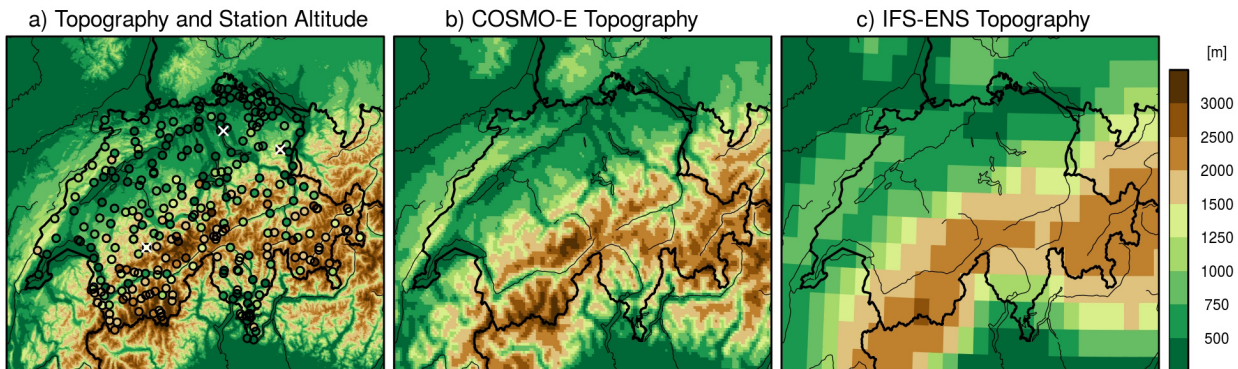 a) Topography and Station Altitude
b) COSMO-E Topography
c) IFS-ENS Topography
[m]
3000
2500
2000
1500
1250
1000
750
500